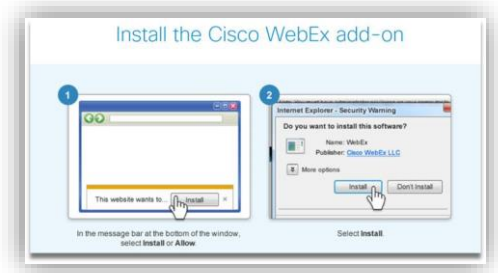 Install the Cisco WebEx add-on
1
This website wants to...
Install
×
In the message bar at the bottom of the window,
select Install or Allow.
2
Internet Explorer - Security Warning
Do you want to install this software?
Name: WebEx
Publisher: Cisco WebEx LLC
More options
Install
Don't Install
Select Install.